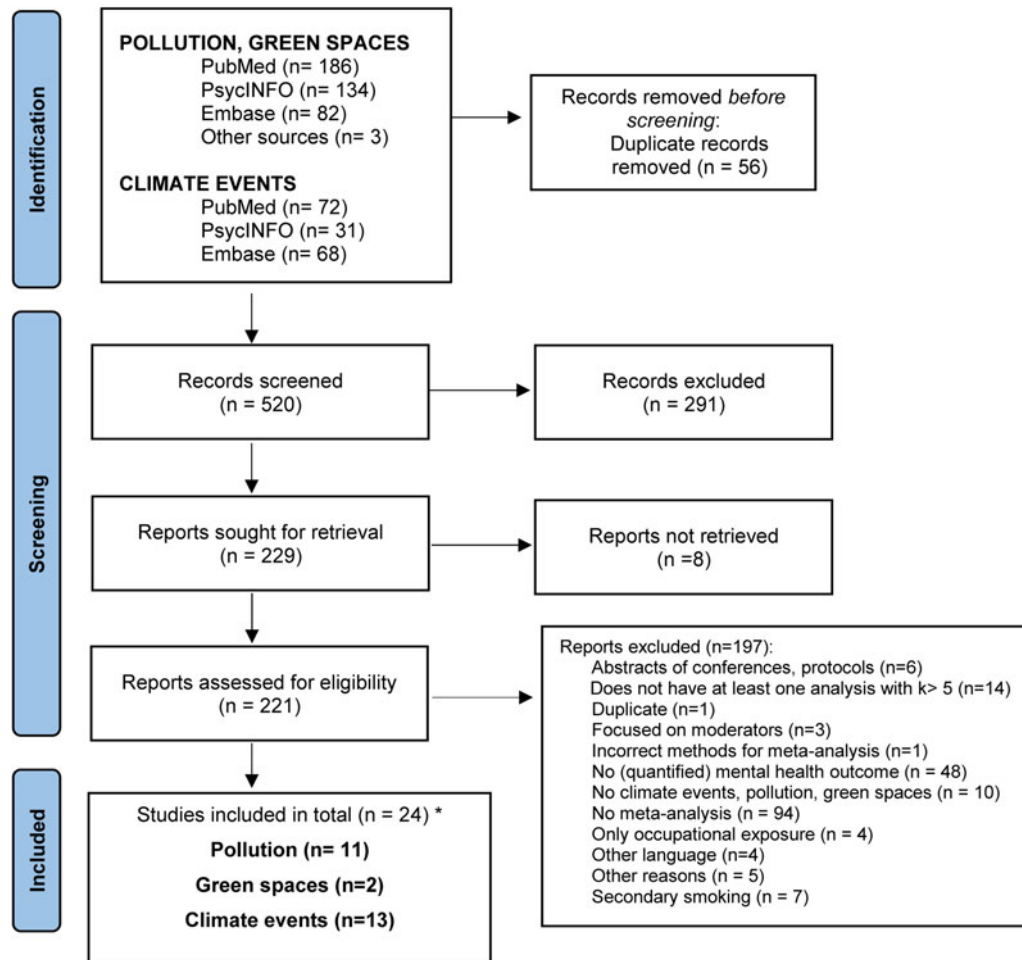 Identification
POLLUTION, GREEN SPACES
PubMed (n= 186)
PsycINFO (n= 134)
Embase (n= 82)
Other sources (n= 3)
CLIMATE EVENTS
PubMed (n= 72)
PsycINFO (n= 31)
Embase (n= 68)
Records removed before
screening:
Duplicate records
removed (n = 56)
Screening
Records screened
(n = 520)
Records excluded
(n = 291)
Reports sought for retrieval
(n = 229)
Reports not retrieved
(n =8)
Reports assessed for eligibility
(n = 221)
Reports excluded (n=197):
Abstracts of conferences, protocols (n=6)
Does not have at least one analysis with k> 5 (n=14)
Duplicate (n=1)
Focused on moderators (n=3)
Incorrect methods for meta-analysis (n=1)
No (quantified) mental health outcome (n = 48)
No climate events, pollution, green spaces (n = 10)
No meta-analysis (n = 94)
Only occupational exposure (n = 4)
Other language (n=4)
Other reasons (n = 5)
Secondary smoking (n = 7)
Included
Studies included in total (n = 24) *
Pollution (n= 11)
Green spaces (n=2)
Climate events (n=13)